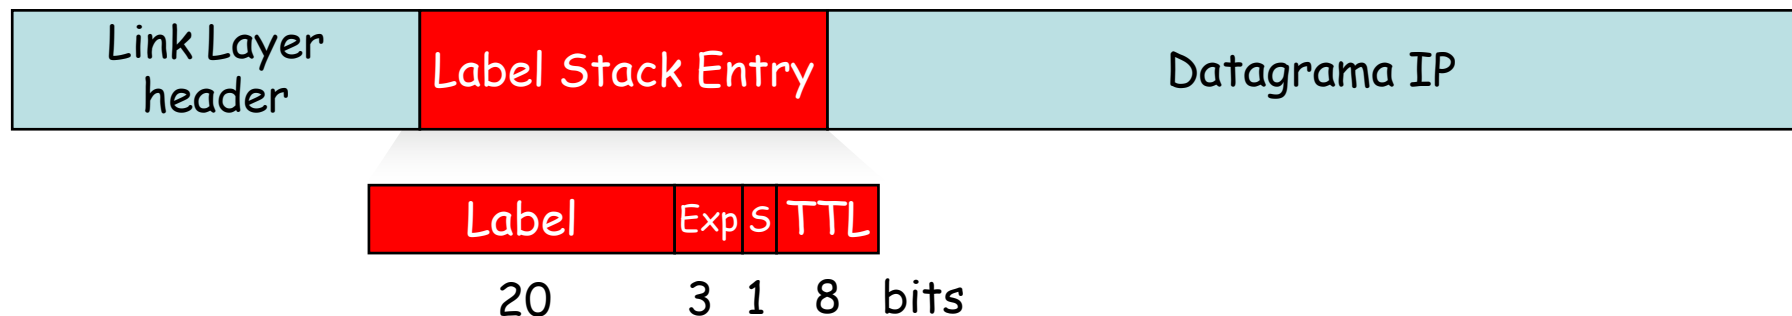 Link Layer
header
Label Stack Entry
Datagrama IP
Label Exp S TTL
20 3 1 8 bits